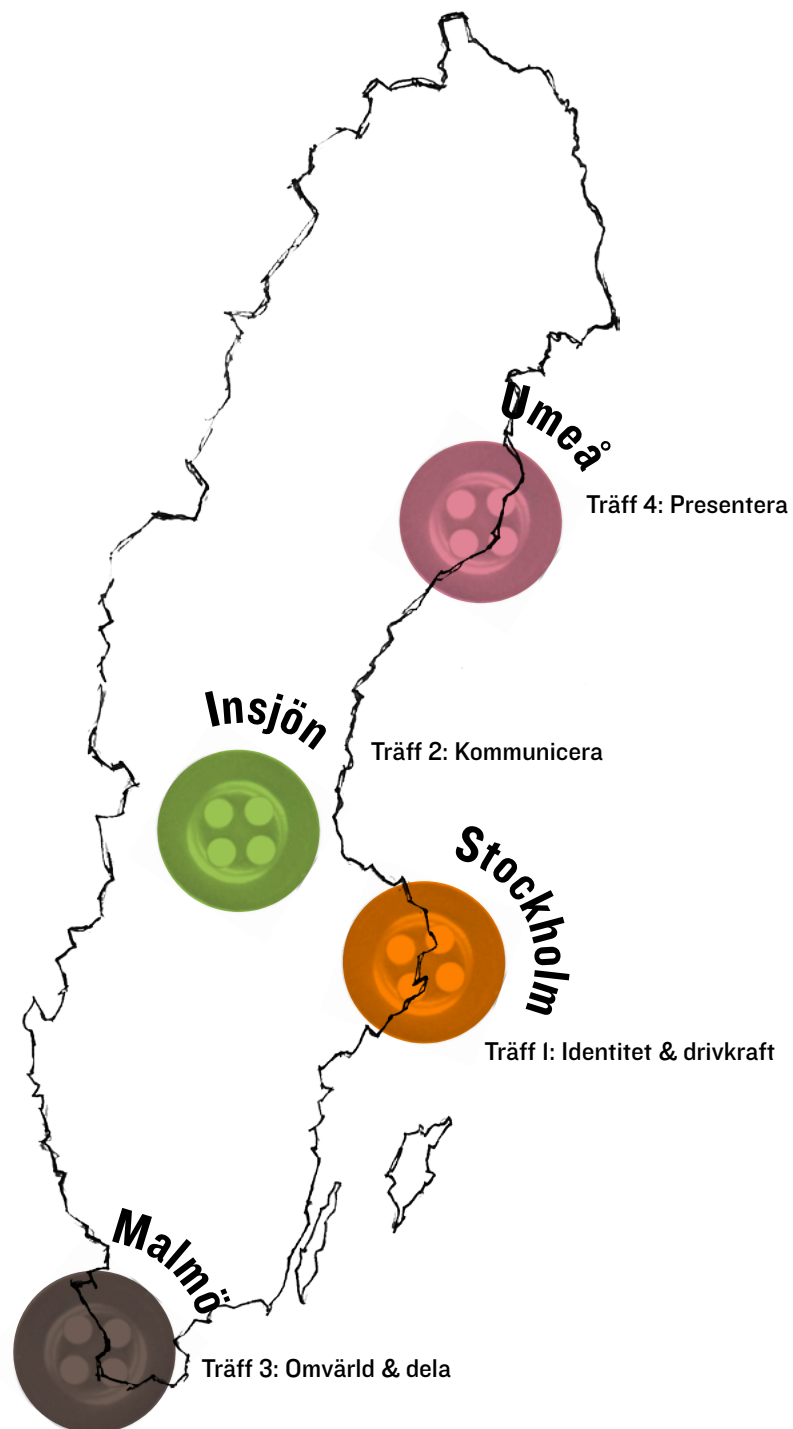 Umeå
Träff 4: Presentera
Insjön
Träff 2: Kommunicera
Stockholm
Träff 1: Identitet & drivkraft
Malmö
Träff 3: Omvärld & dela